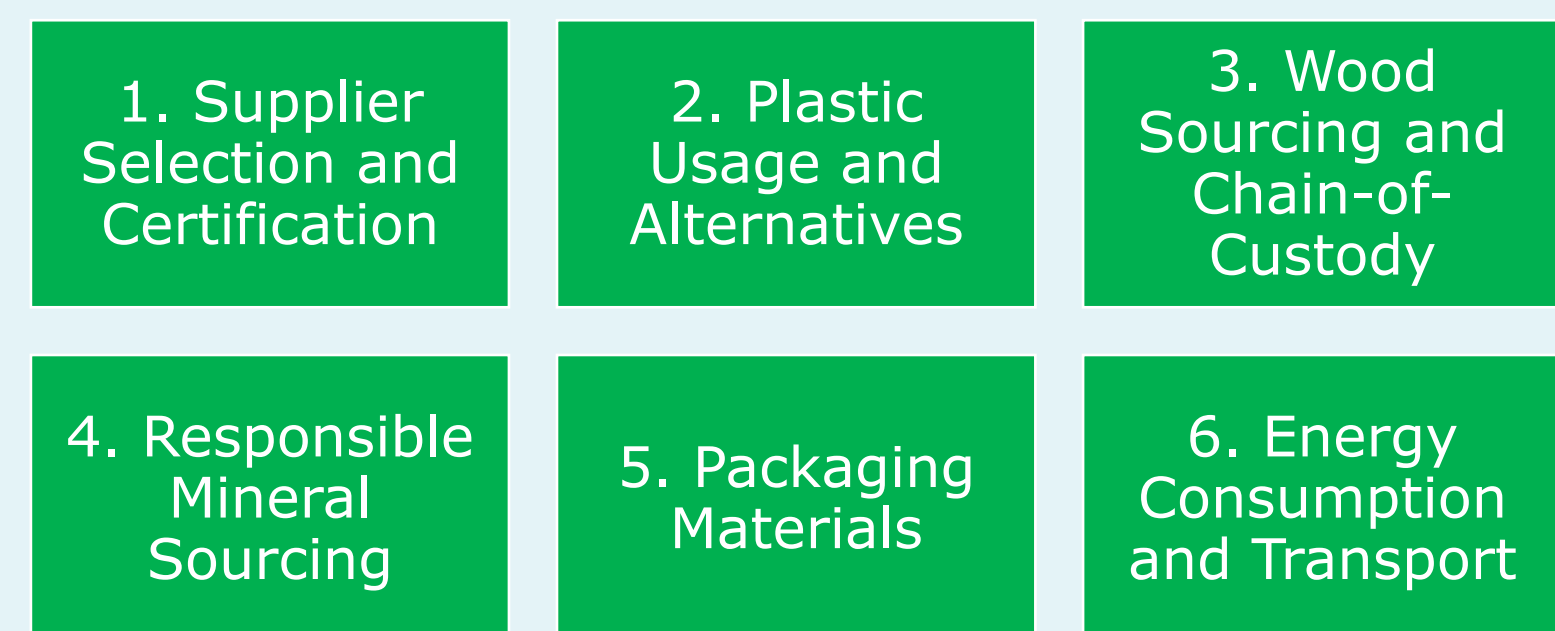 1. Supplier
Selection and
Certification
2. Plastic
Usage and
Alternatives
3. Wood
Sourcing and
Chain-of-
Custody
4. Responsible
Mineral
Sourcing
5. Packaging
Materials
6. Energy
Consumption
and Transport